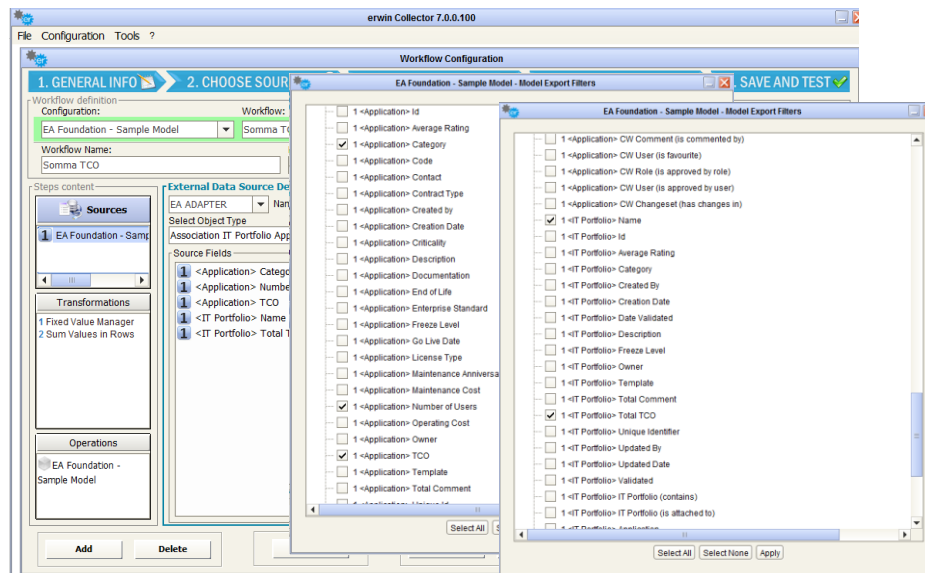 erwin Collector 7.0.0.100
File Configuration Tools ?
Workflow Configuration
1. GENERAL INFO
2. CHOOSE SOUR
SAVE AND TEST
Workflow definition
Configuration:
Workflow:
EA Foundation - Sample Model
Somma T
Workflow Name:
Somma TCO
Steps content
Sources
1 EA Foundation - Samp
Transformations
1 Fixed Value Manager
2 Sum Values in Rows
Operations
EA Foundation -
Sample Model
External Data Source De
EA ADAPTER
Nan
Select Object Type
Association IT Portfolio App
Source Fields
1 <Application> Catego
1 <Application> Numbe
1 <Application> TCO
1 <IT Portfolio> Name
1 <IT Portfolio> Total T
Add
Delete
EA Foundation - Sample Model - Model Export Filters
1 <Application> Id
1 <Application> Average Rating
1 <Application> Category
1 <Application> Code
1 <Application> Contact
1 <Application> Contract Type
1 <Application> Created by
1 <Application> Creation Date
1 <Application> Criticality
1 <Application> Description
1 <Application> Documentation
1 <Application> End of Life
1 <Application> Enterprise Standard
1 <Application> Freeze Level
1 <Application> Go Live Date
1 <Application> License Type
1 <Application> Maintenance Anniversa
1 <Application> Maintenance Cost
1 <Application> Number of Users
1 <Application> Operating Cost
1 <Application> Owner
1 <Application> TCO
1 <Application> Template
1 <Application> Total Comment
Select All
EA Foundation - Sample Model - Model Export Filters
1 <Application> CW Comment (is commented by)
1 <Application> CW User (is favourite)
1 <Application> CW Role (is approved by role)
1 <Application> CW User (is approved by user)
1 <Application> CW Changeset (has changes in)
1 <IT Portfolio> Name
1 <IT Portfolio> Id
1 <IT Portfolio> Average Rating
1 <IT Portfolio> Category
1 <IT Portfolio> Created By
1 <IT Portfolio> Creation Date
1 <IT Portfolio> Date Validated
1 <IT Portfolio> Description
1 <IT Portfolio> Freeze Level
1 <IT Portfolio> Owner
1 <IT Portfolio> Template
1 <IT Portfolio> Total Comment
1 <IT Portfolio> Total TCO
1 <IT Portfolio> Unique Identifier
1 <IT Portfolio> Updated By
1 <IT Portfolio> Updated Date
1 <IT Portfolio> Validated
1 <IT Portfolio> IT Portfolio (contains)
1 <IT Portfolio> IT Portfolio (is attached to)
1 <IT Portfolio> Application
Select All Select None Apply